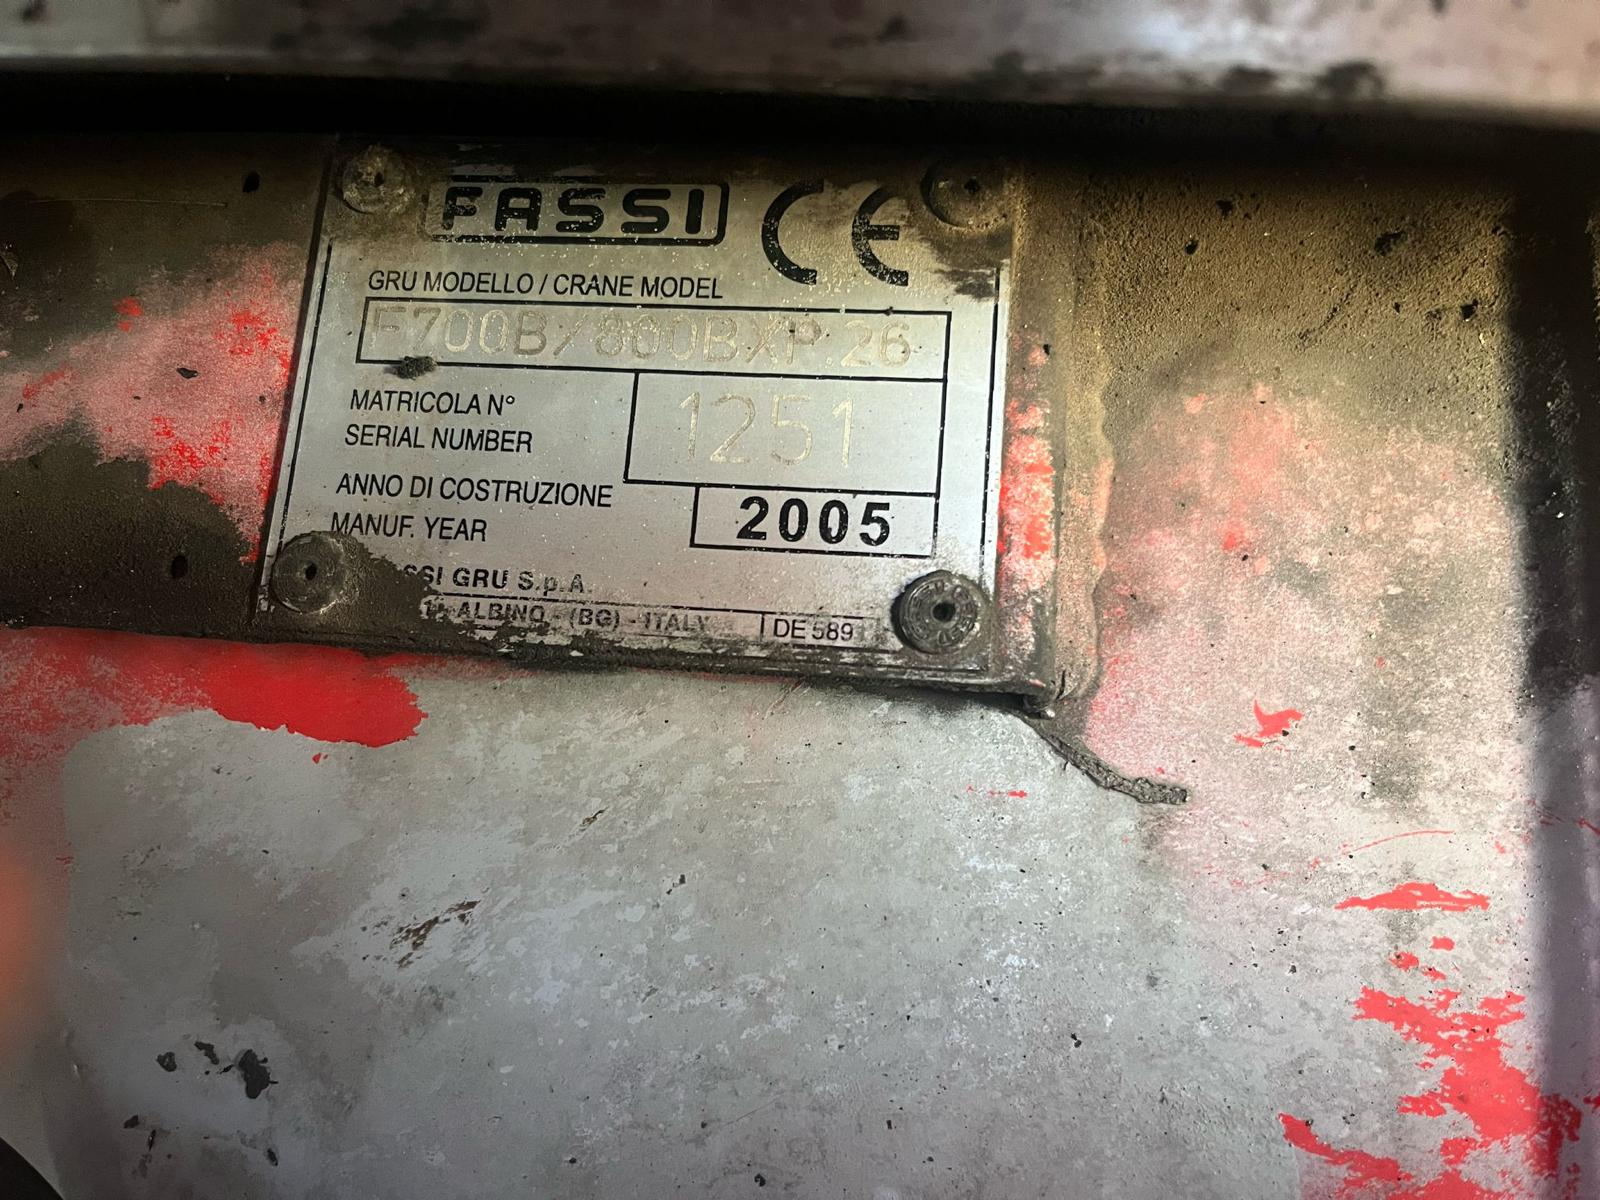 FASSI CE
GRU MODELLO / CRANE MODEL
F700B/800BXP.26
MATRICOLA N°
SERIAL NUMBER
1251
ANNO DI COSTRUZIONE
MANUF. YEAR
2005
GRU S.p.A.
ALBINO - (BG) - ITALY
DE 589